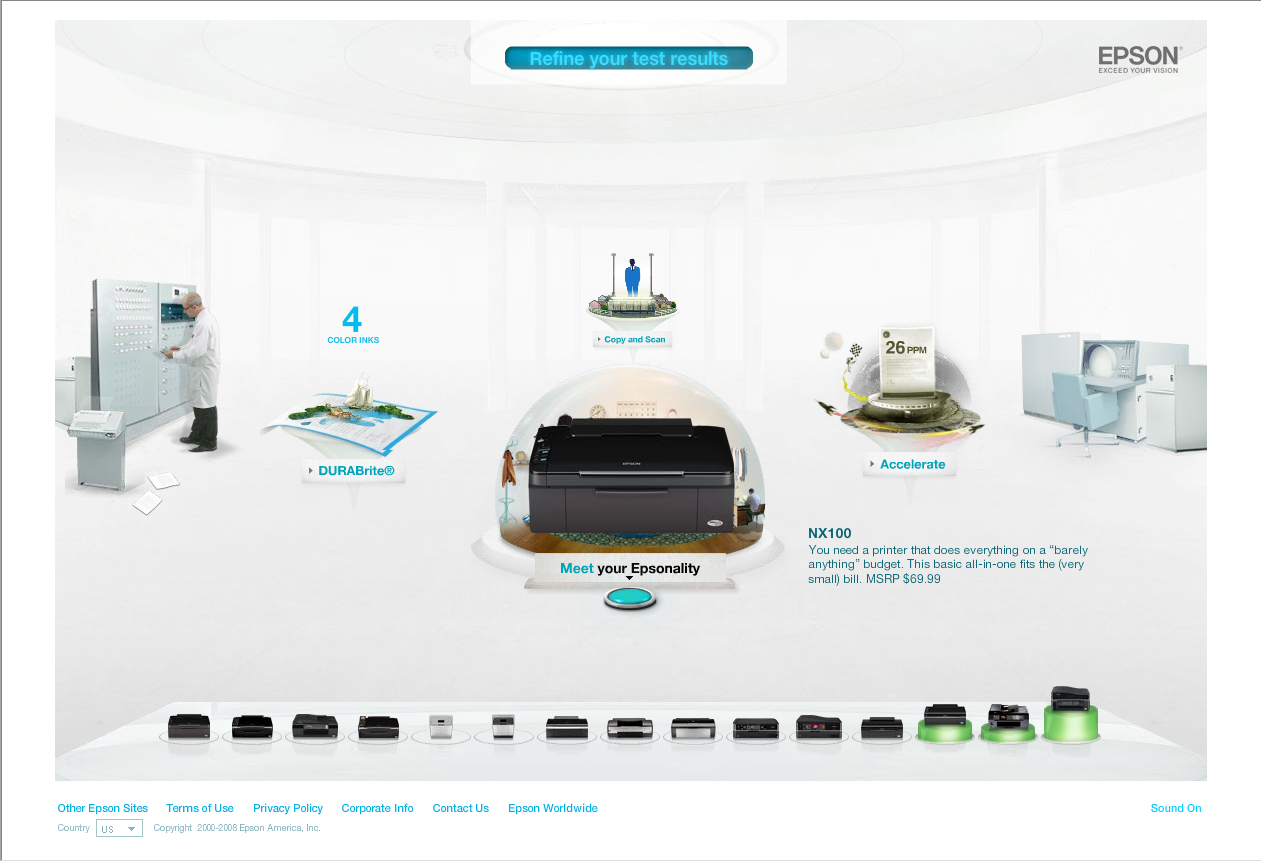 Refine your test results
EPSON®
EXCEED YOUR VISION
4
COLOR INKS
Copy and Scan
26 PPM
DURABrite®
Accelerate
EPSON
NX100
You need a printer that does everything on a “barely
anything” budget. This basic all-in-one fits the (very
small) bill. MSRP $69.99
Meet your Epsonality
Other Epson Sites Terms of Use Privacy Policy Corporate Info Contact Us Epson Worldwide
Sound On
Country US Copyright 2000-2008 Epson America, Inc.